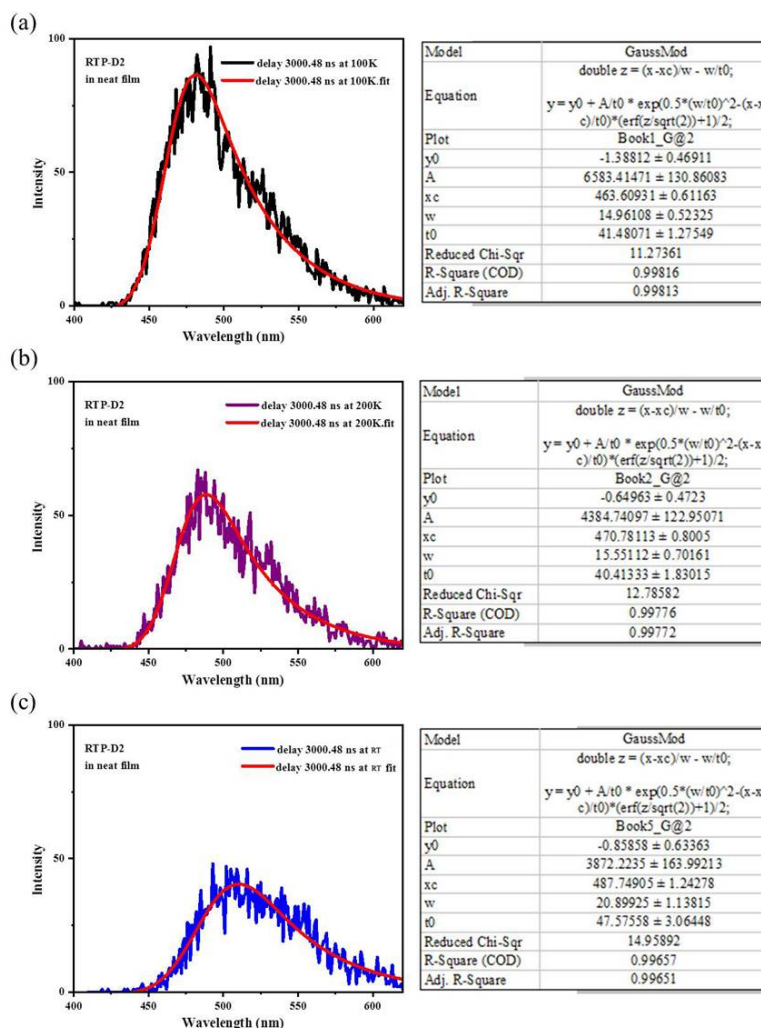 (a)
100
RTP-D2
in neat film
delay 3000.48 ns at 100K
delay 3000.48 ns at 100K.fit
Intensity
50
0
400 450 500 550 600
Wavelength (nm)
Model GaussMod
Equation
double z = (x-xc)/w - w/t0;
y = y0 + A/t0 * exp(0.5*(w/t0)^2-(x-x
c)/t0)*(erf(z/sqrt(2))+1)/2;
Plot Book1_G@2
y0 -1.38812 ± 0.46911
A 6583.41471 ± 130.86083
xc 463.60931 ± 0.61163
w 14.96108 ± 0.52325
t0 41.48071 ± 1.27549
Reduced Chi-Sqr 11.27361
R-Square (COD) 0.99816
Adj. R-Square 0.99813
(b)
100
RTP-D2
in neat film
delay 3000.48 ns at 200K
delay 3000.48 ns at 200K.fit
Intensity
50
0
400 450 500 550 600
Wavelength (nm)
Model GaussMod
Equation
double z = (x-xc)/w - w/t0;
y = y0 + A/t0 * exp(0.5*(w/t0)^2-(x-x
c)/t0)*(erf(z/sqrt(2))+1)/2;
Plot Book2_G@2
y0 -0.64963 ± 0.4723
A 4384.74097 ± 122.95071
xc 470.78113 ± 0.8005
w 15.55112 ± 0.70161
t0 40.41333 ± 1.83015
Reduced Chi-Sqr 12.78582
R-Square (COD) 0.99776
Adj. R-Square 0.99772
(c)
100
RTP-D2
in neat film
delay 3000.48 ns at RT
delay 3000.48 ns at RT fit
Intensity
50
0
400 450 500 550 600
Wavelength (nm)
Model GaussMod
Equation
double z = (x-xc)/w - w/t0;
y = y0 + A/t0 * exp(0.5*(w/t0)^2-(x-x
c)/t0)*(erf(z/sqrt(2))+1)/2;
Plot Book5_G@2
y0 -0.85858 ± 0.63363
A 3872.2235 ± 163.99213
xc 487.74905 ± 1.24278
w 20.89925 ± 1.13815
t0 47.57558 ± 3.06448
Reduced Chi-Sqr 14.95892
R-Square (COD) 0.99657
Adj. R-Square 0.99651